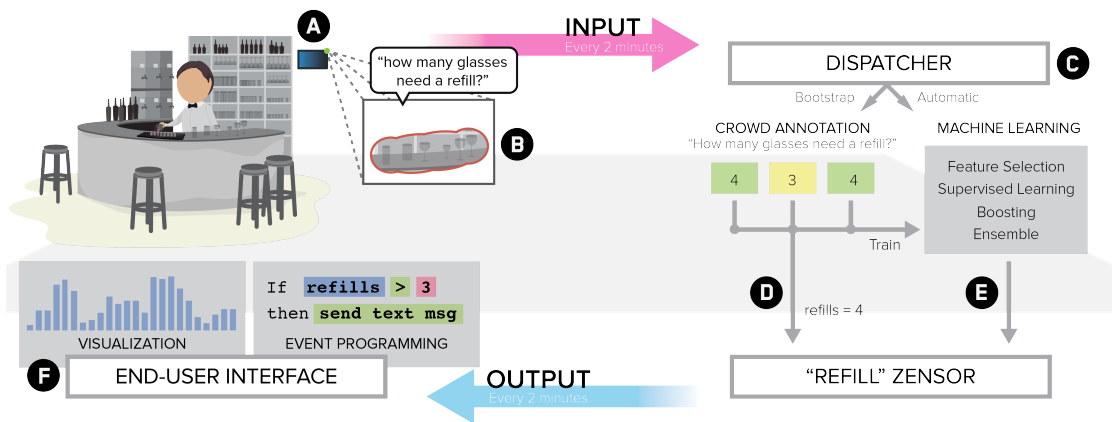 A
“how many glasses
need a refill?”
B
INPUT
Every 2 minutes
DISPATCHER
C
Bootstrap
Automatic
CROWD ANNOTATION
“How many glasses need a refill?”
4
3
4
Train
MACHINE LEARNING
Feature Selection
Supervised Learning
Boosting
Ensemble
D
refills = 4
E
“REFILL” ZENSOR
OUTPUT
Every 2 minutes
VISUALIZATION
If refills > 3
then send text msg
EVENT PROGRAMMING
F
END-USER INTERFACE